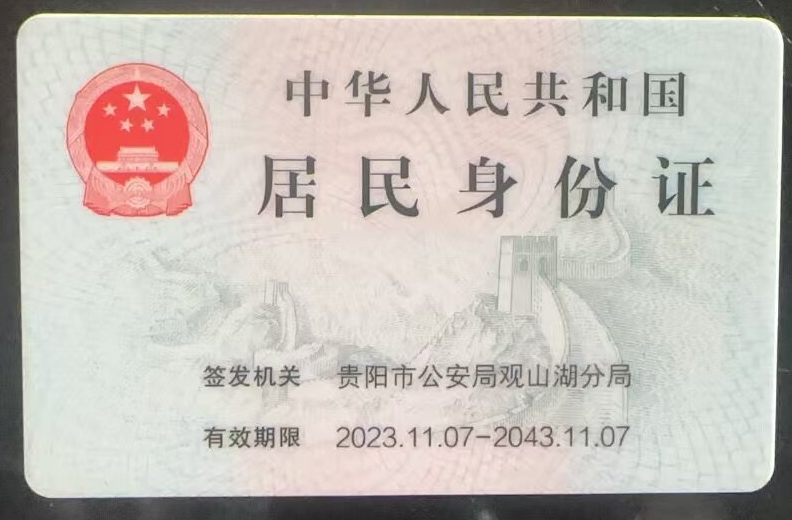 中华人民共和国
居民身份证
签发机关 贵阳市公安局观山湖分局
有效期限 2023.11.07-2043.11.07